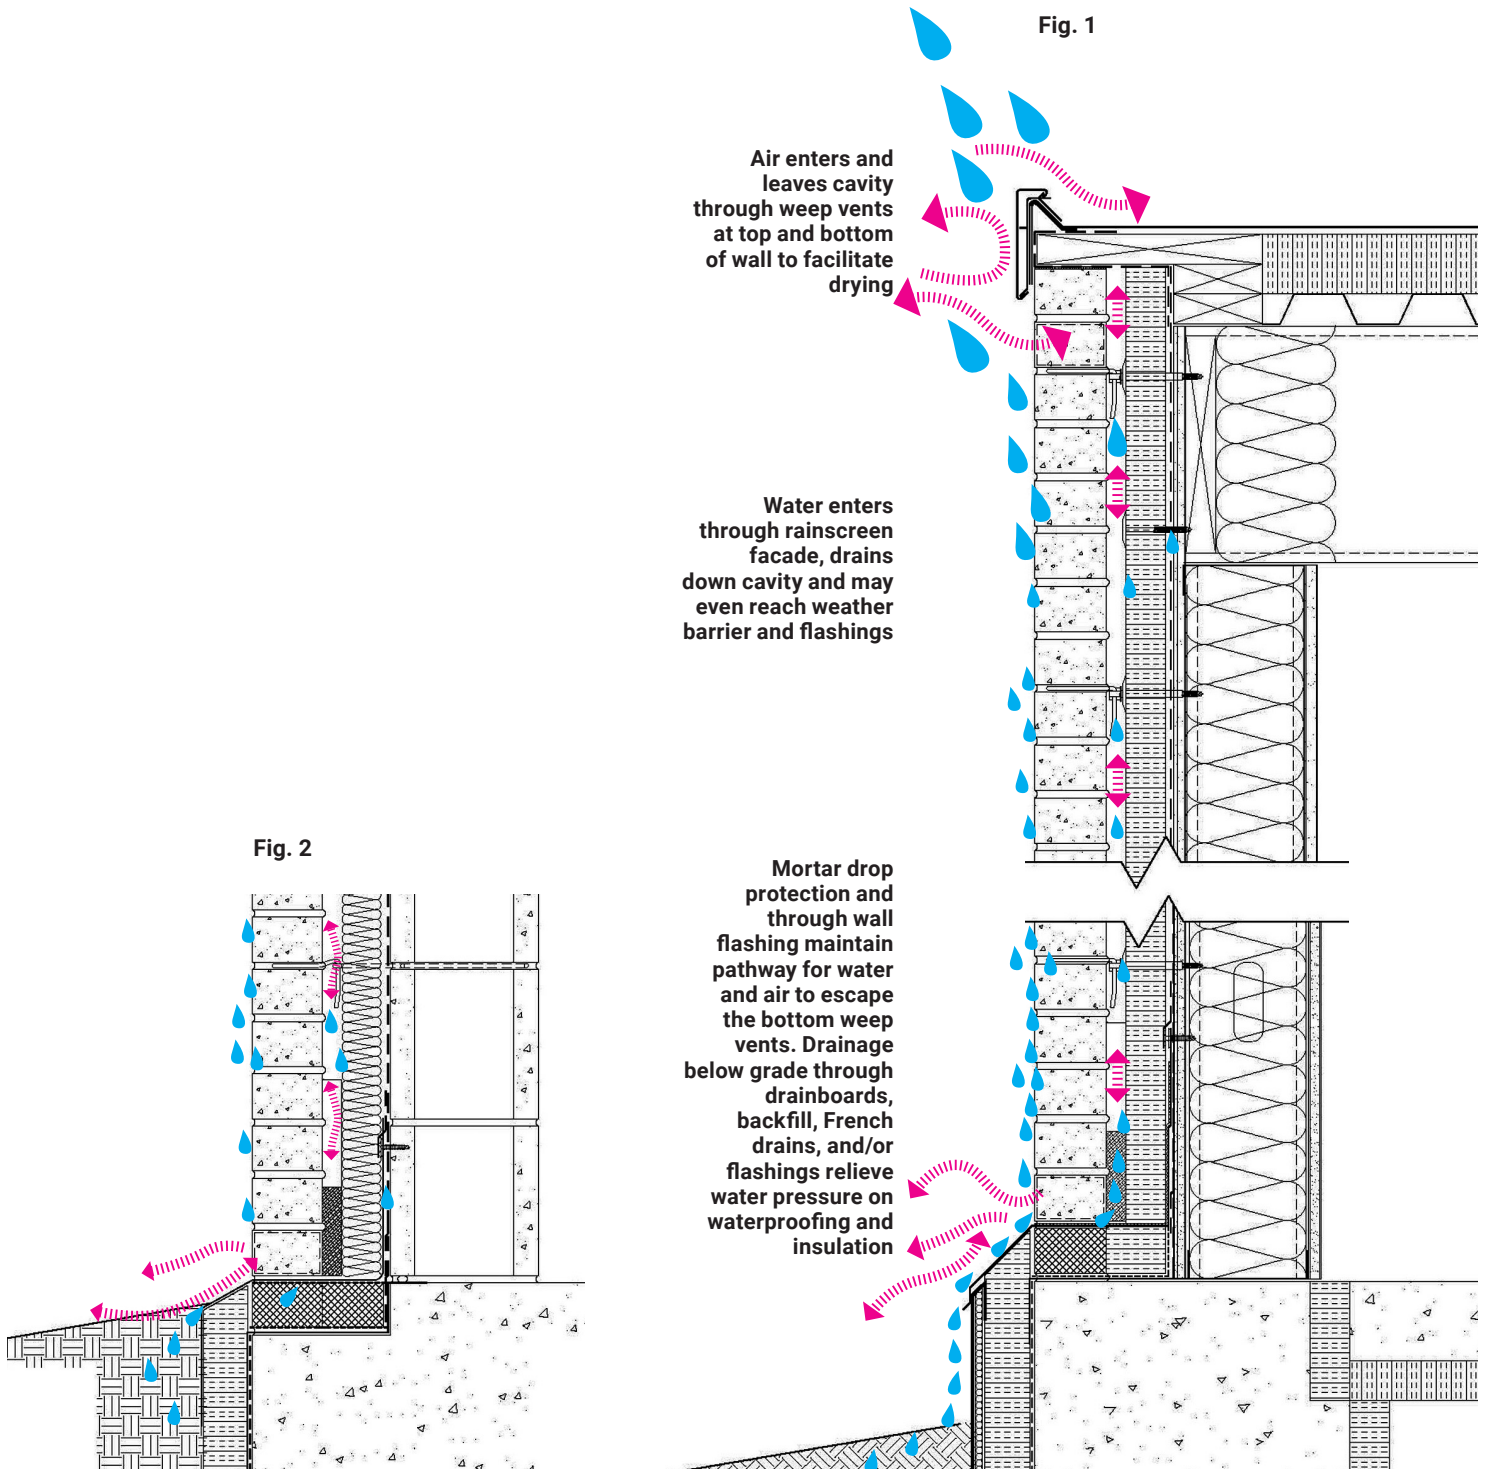 Fig. 1
Air enters and
leaves cavity
through weep vents
at top and bottom
of wall to facilitate
drying
Water enters
through rainscreen
facade, drains
down cavity and may
even reach weather
barrier and flashings
Fig. 2
Mortar drop
protection and
through wall
flashing maintain
pathway for water
and air to escape
the bottom weep
vents. Drainage
below grade through
drainboards,
backfill, French
drains, and/or
flashings relieve
water pressure on
waterproofing and
insulation